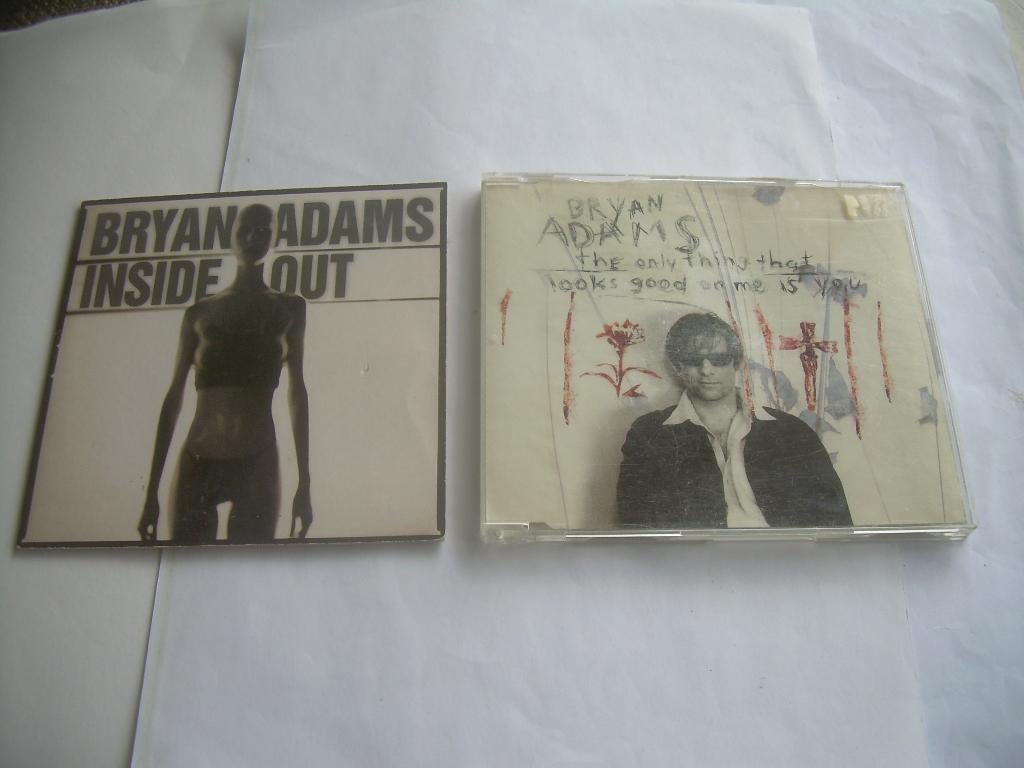 BRYAN ADAMS
INSIDE OUT
BRYAN
ADAMS
the only thing that
looks good on me is you